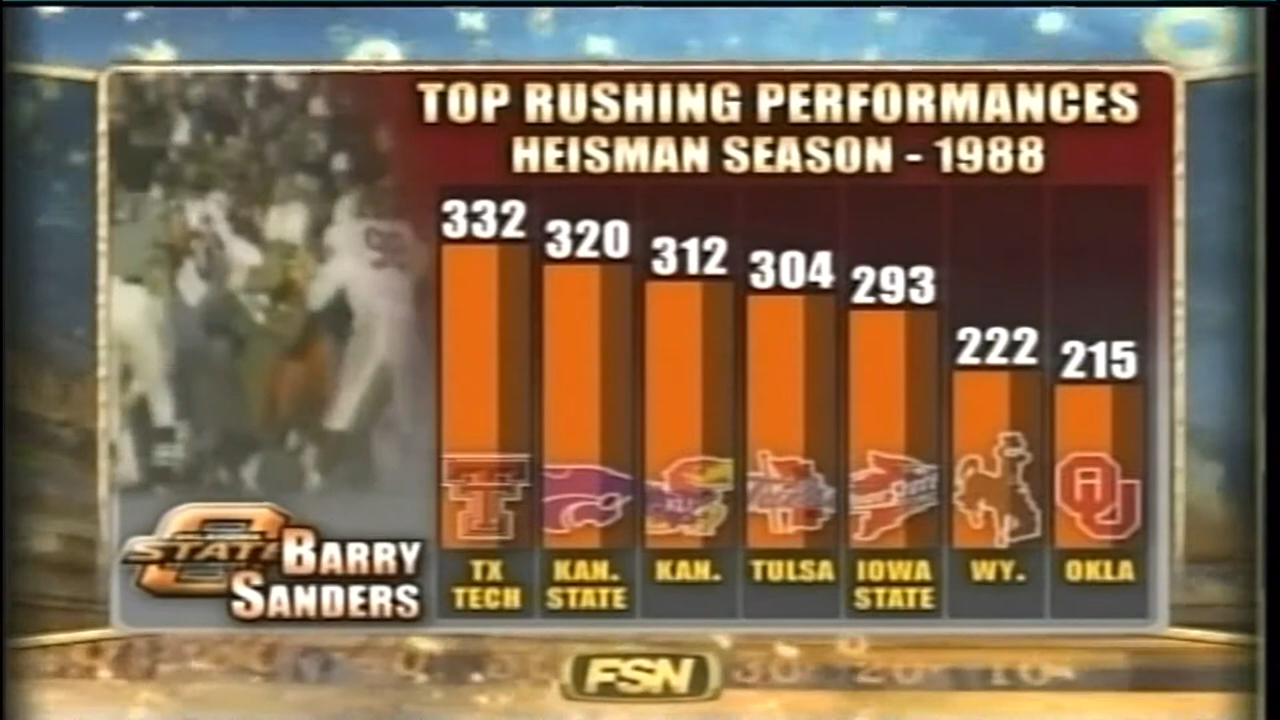 TOP RUSHING PERFORMANCES
HEISMAN SEASON - 1988
332 320 312 304 293 222 215
TX TECH
KAN. STATE
KAN.
TULSA
IOWA STATE
WY.
OKLA
STATE
BARRY
SANDERS
FSN